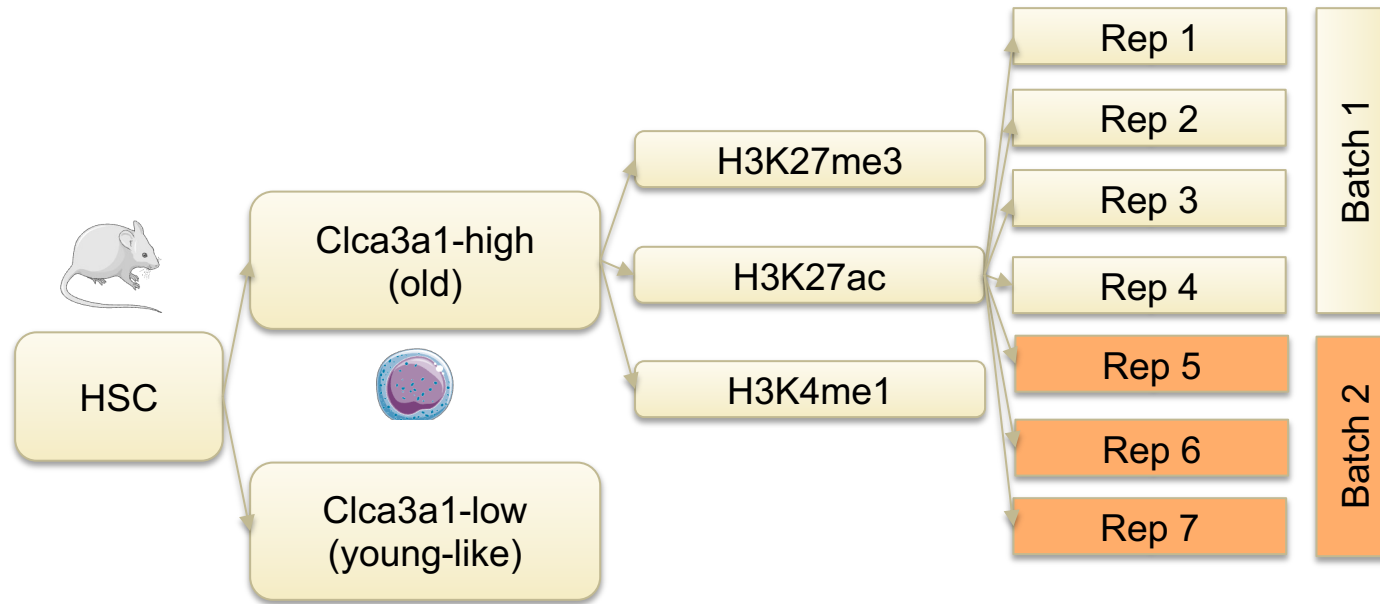 HSC
Clca3a1-high
(old)
Clca3a1-low
(young-like)
H3K27me3
H3K27ac
H3K4me1
Rep 1
Rep 2
Rep 3
Rep 4
Rep 5
Rep 6
Rep 7
Batch 1
Batch 2